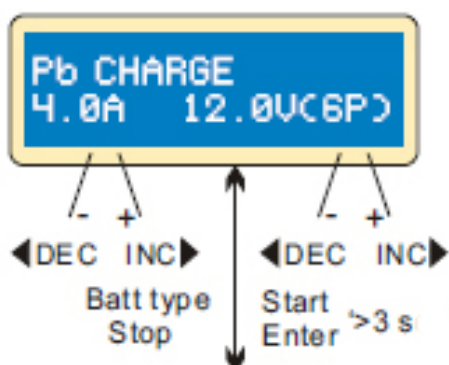 Pb CHARGE
4.0A 12.0V(6P)
- + - +
◀DEC INC▶ ◀DEC INC▶
Batt type
Stop
Start
Enter
'>3 s